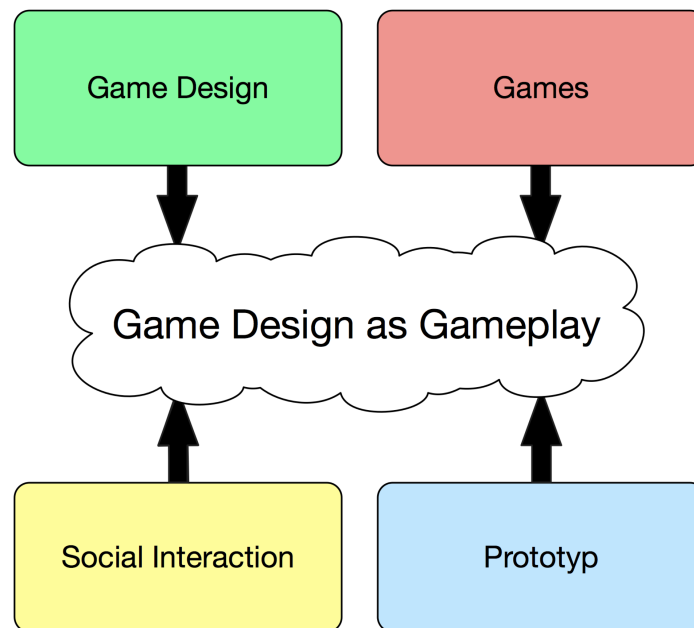 Game Design
Games
Game Design as Gameplay
Social Interaction
Prototyp